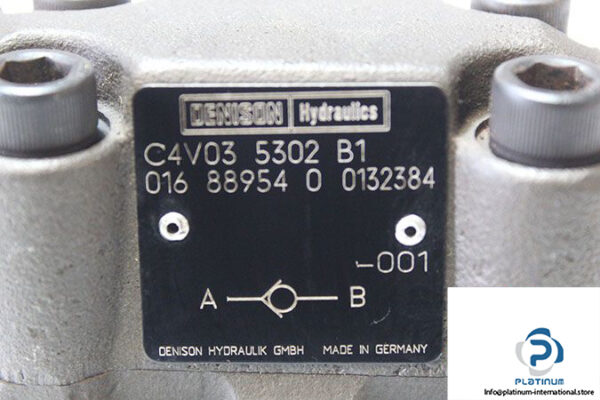 DENISON Hydraulics
C4V03 5302 B1
016 88954 0 0132384
-001
A B
DENISON HYDRAULIK GMBH MADE IN GERMANY
PLATINUM
Info@platinum-international.store